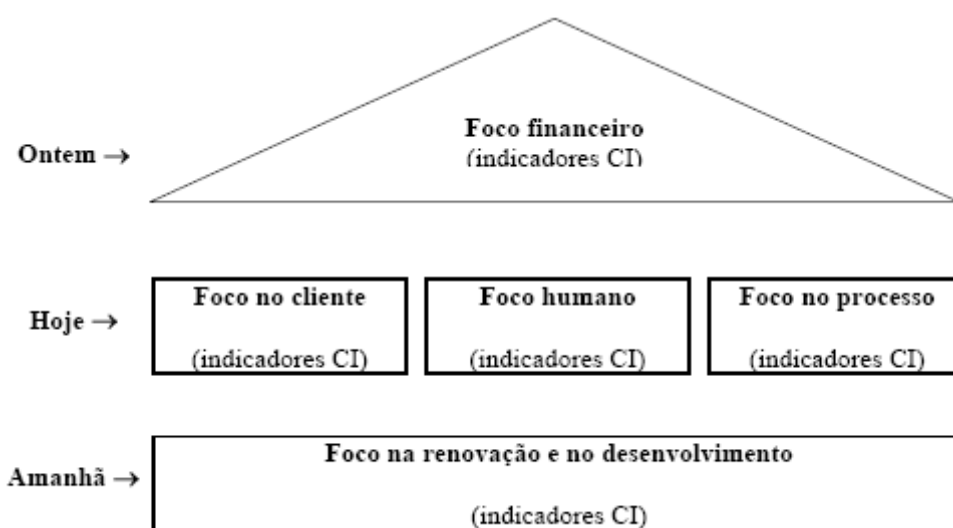 Foco financeiro
Ontem →
(indicadores CI)
Foco no cliente
Foco humano
Foco no processo
Hoje →
(indicadores CI)
(indicadores CI)
(indicadores CI)
Foco na renovação e no desenvolvimento
Amanhã →
(indicadores CI)